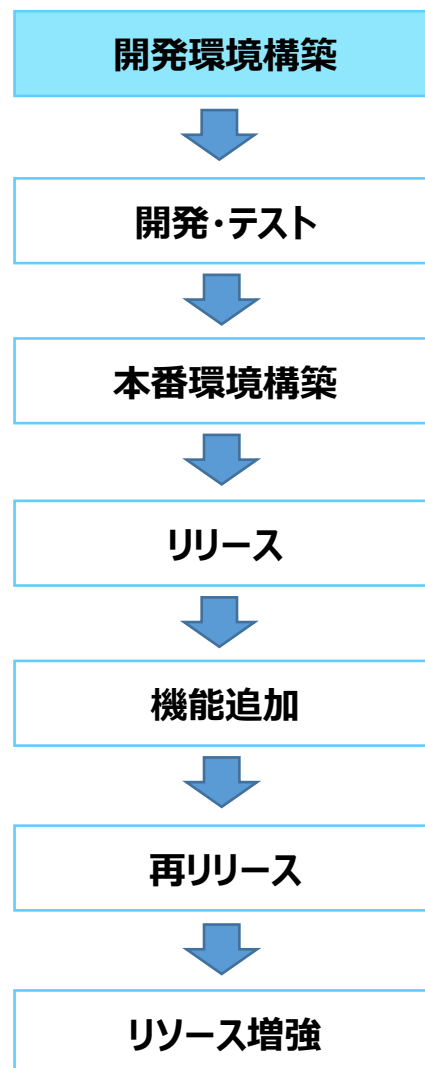 開発環境構築
開発・テスト
本番環境構築
リリース
機能追加
再リリース
リソース増強